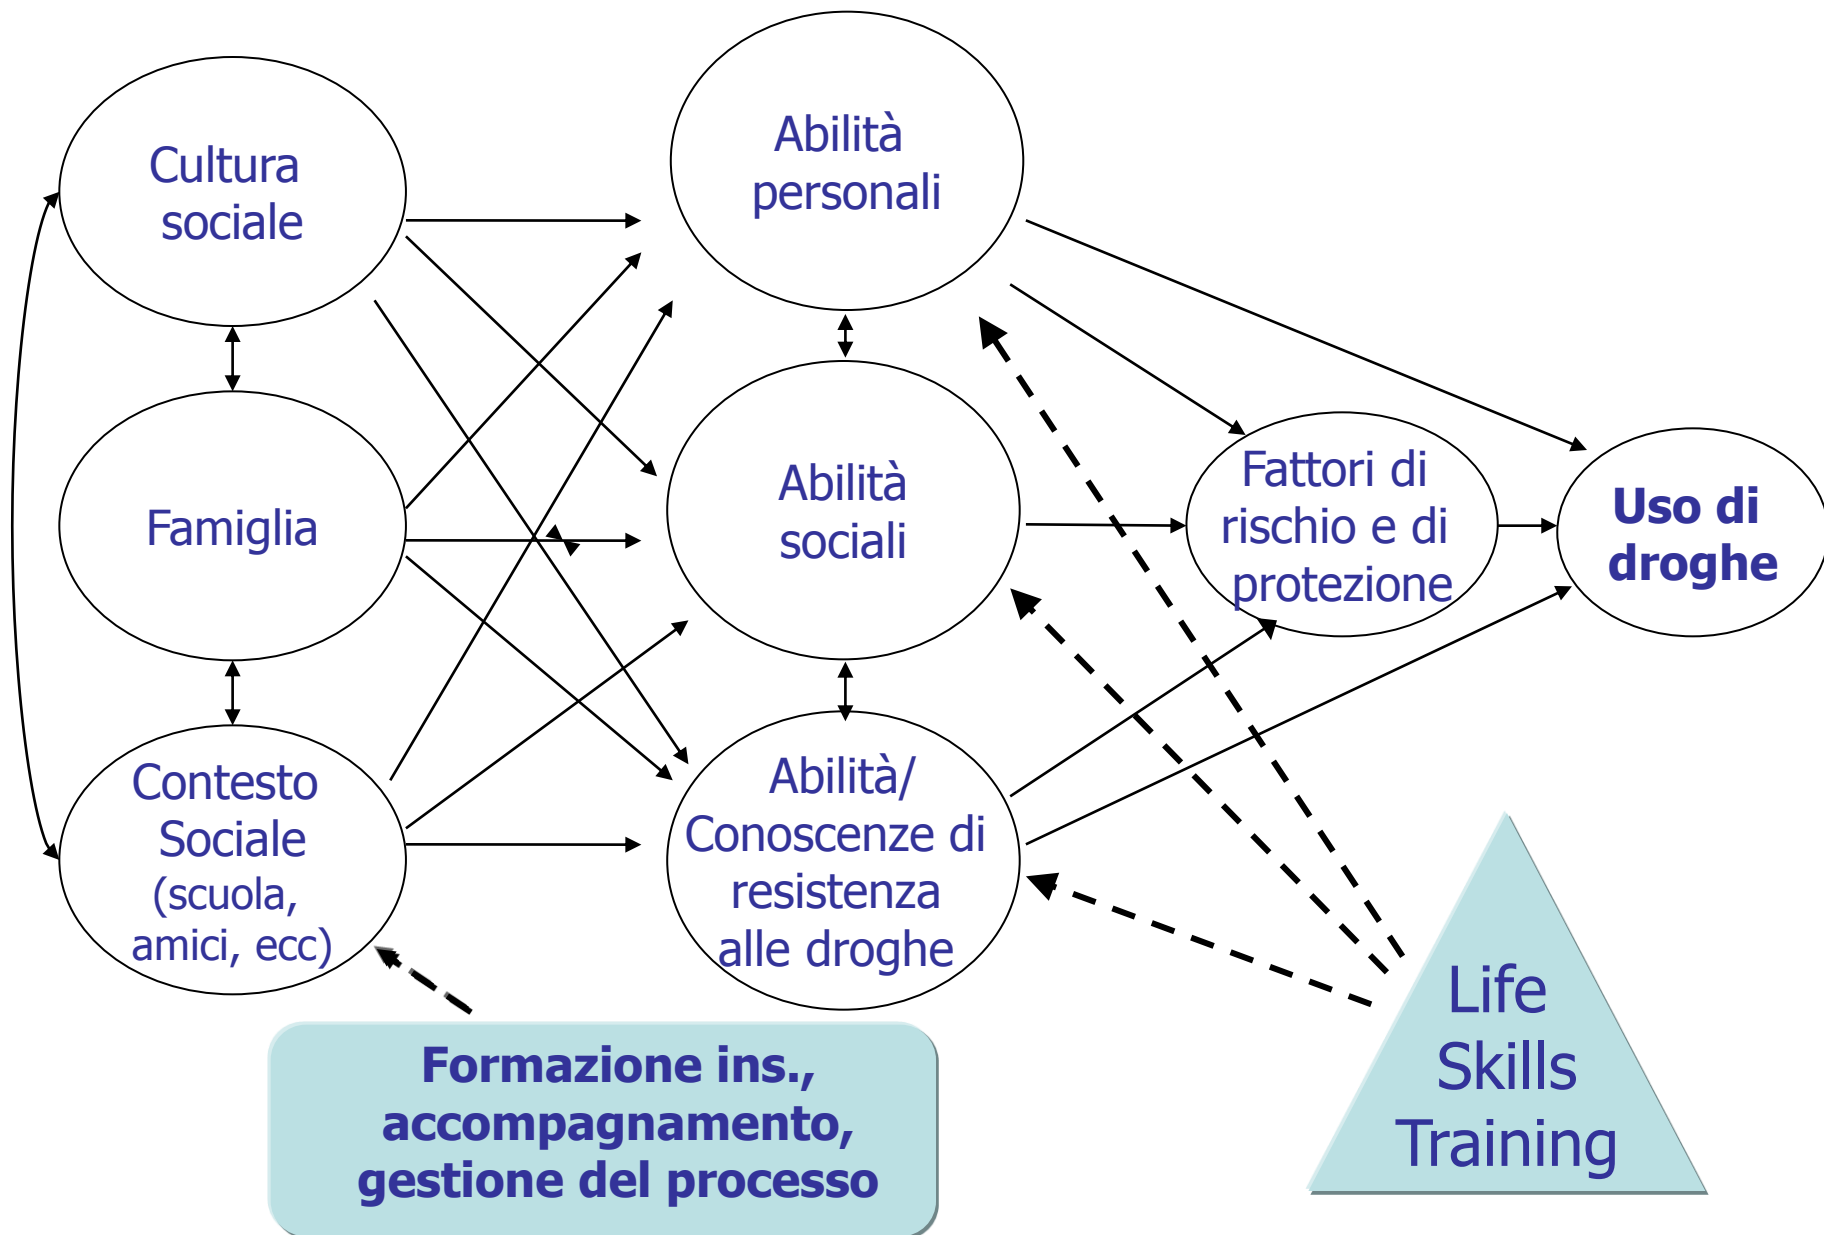 Cultura
sociale
Famiglia
Contesto
Sociale
(scuola,
amici, ecc)
Abilità
personali
Abilità
sociali
Abilità/
Conoscenze di
resistenza
alle droghe
Fattori di
rischio e di
protezione
Uso di
droghe
Formazione ins.,
accompagnamento,
gestione del processo
Life
Skills
Training